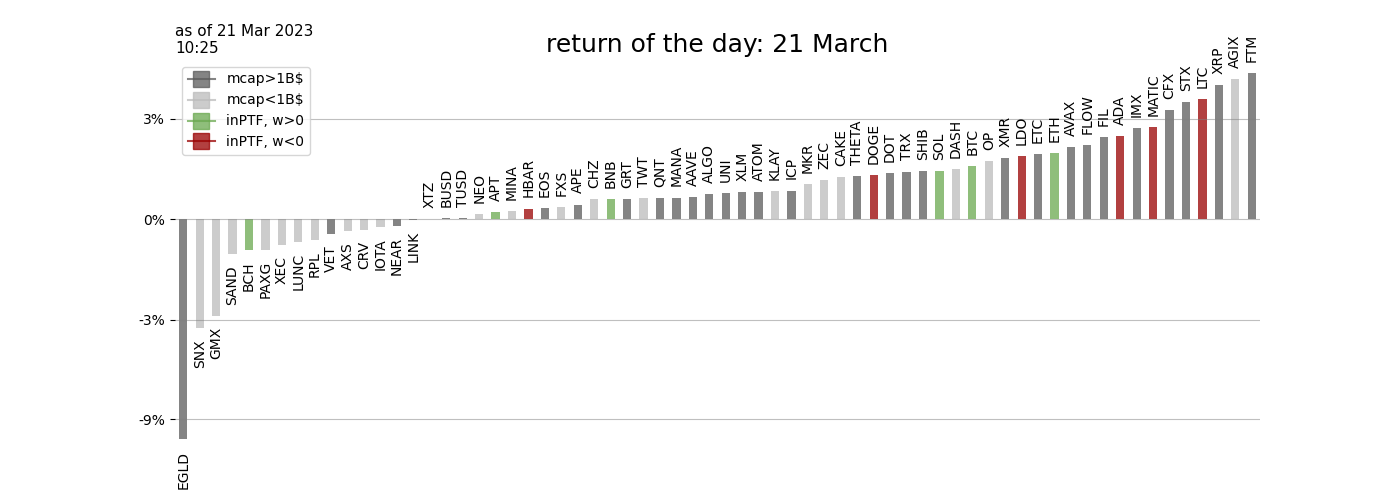 as of 21 Mar 2023
10:25
return of the day: 21 March
mcap>1B$
mcap<1B$
inPTF, w>0
inPTF, w<0
3%
0%
-3%
-9%
EGLD
SNX
GMX
SAND
BCH
PAXG
XEC
LUNC
RPL
VET
AXS
CRV
IOTA
NEAR
LINK
XTZ
BUSD
TUSD
NEO
APT
MINA
HBAR
EOS
FXS
APE
CHZ
BNB
GRT
TWT
QNT
MANA
AAVE
ALGO
UNI
XLM
ATOM
KLAY
ICP
MKR
ZEC
CAKE
THETA
DOGE
DOT
TRX
SHIB
SOL
DASH
BTC
OP
XMR
LDO
ETC
ETH
AVAX
FLOW
FIL
ADA
IMX
MATIC
CFX
STX
LTC
XRP
AGIX
FTM